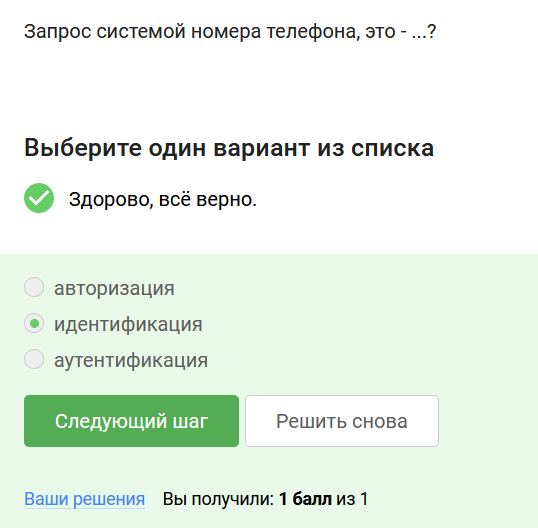 Запрос системой номера телефона, это - ...?
Выберите один вариант из списка
Здорово, всё верно.
авторизация
идентификация
аутентификация
Следующий шаг
Решить снова
Ваши решения Вы получили: 1 балл из 1